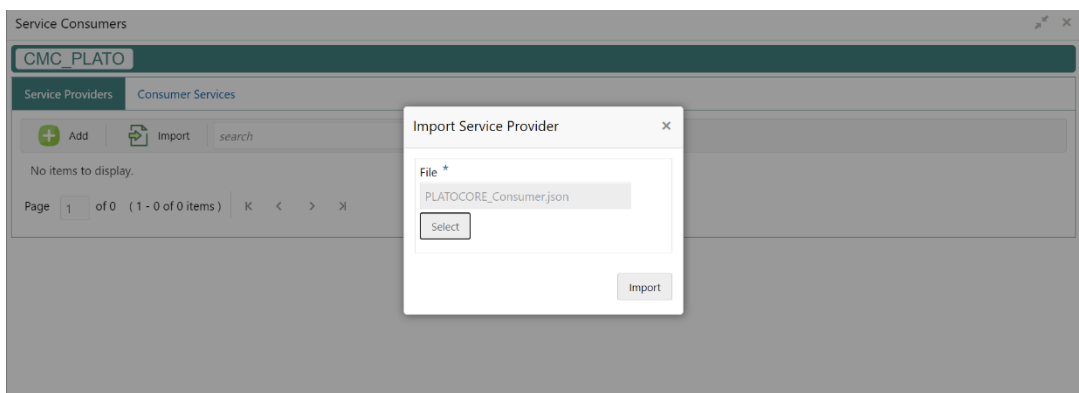 Service Consumers
CMC_PLATO
Service Providers Consumer Services
Add Import search
No items to display.
Page 1 of 0 (1 - 0 of 0 items)
Import Service Provider
File *
PLATOCORE_Consumer.json
Select
Import